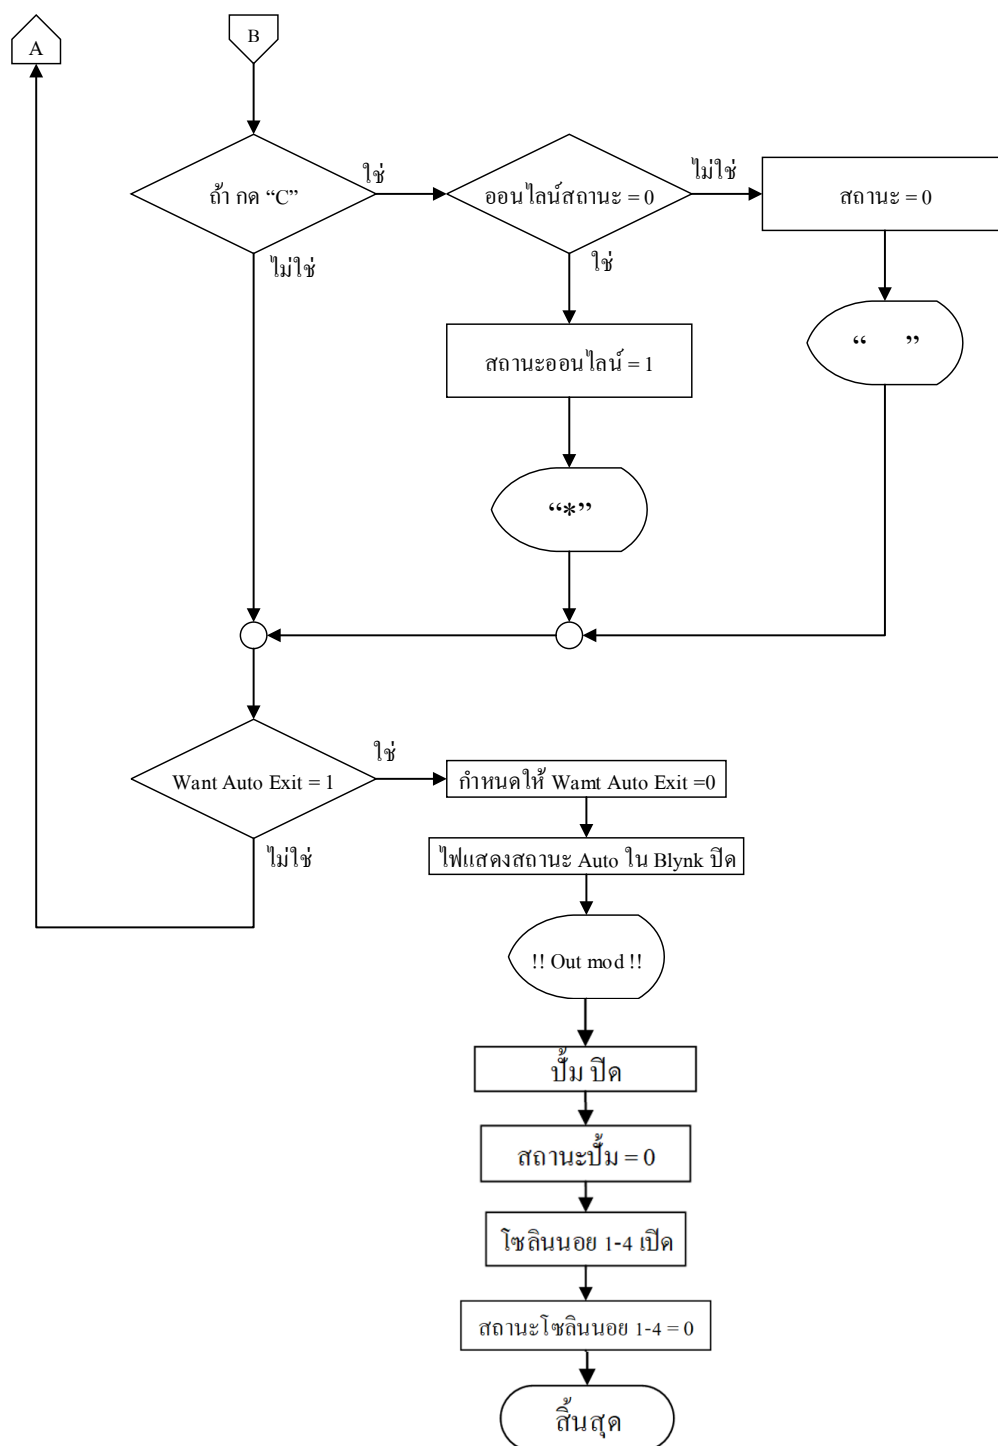 A
B
ถ้า กด “C”
ใช่
ออนไลน์สถานะ = 0
ไม่ใช่
สถานะ = 0
ไม่ใช่
ใช่
สถานะออนไลน์ = 1
“ ”
“*”
Want Auto Exit = 1
ใช่
กำหนดให้ Wamt Auto Exit =0
ไม่ใช่
ไฟแสดงสถานะ Auto ใน Blynk ปิด
!! Out mod !!
ปั้ม ปิด
สถานะปั้ม = 0
โซลินนอย 1-4 เปิด
สถานะโซลินนอย 1-4 = 0
สิ้นสุด